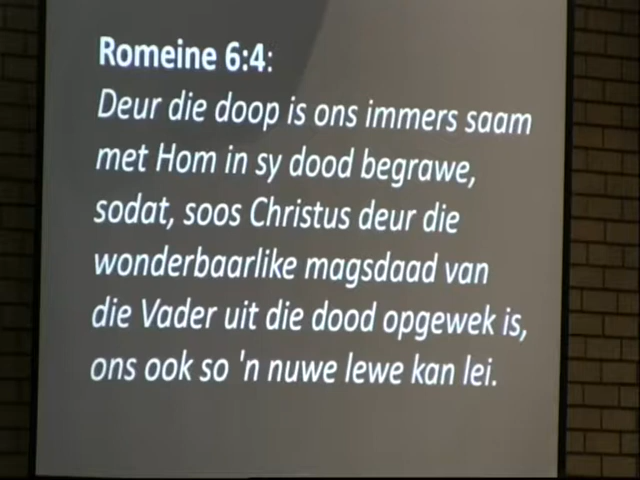 Romeine 6:4:
Deur die doop is ons immers saam
met Hom in sy dood begrawe,
sodat, soos Christus deur die
wonderbaarlike magsdaad van
die Vader uit die dood opgewek is,
ons ook so 'n nuwe lewe kan lei.